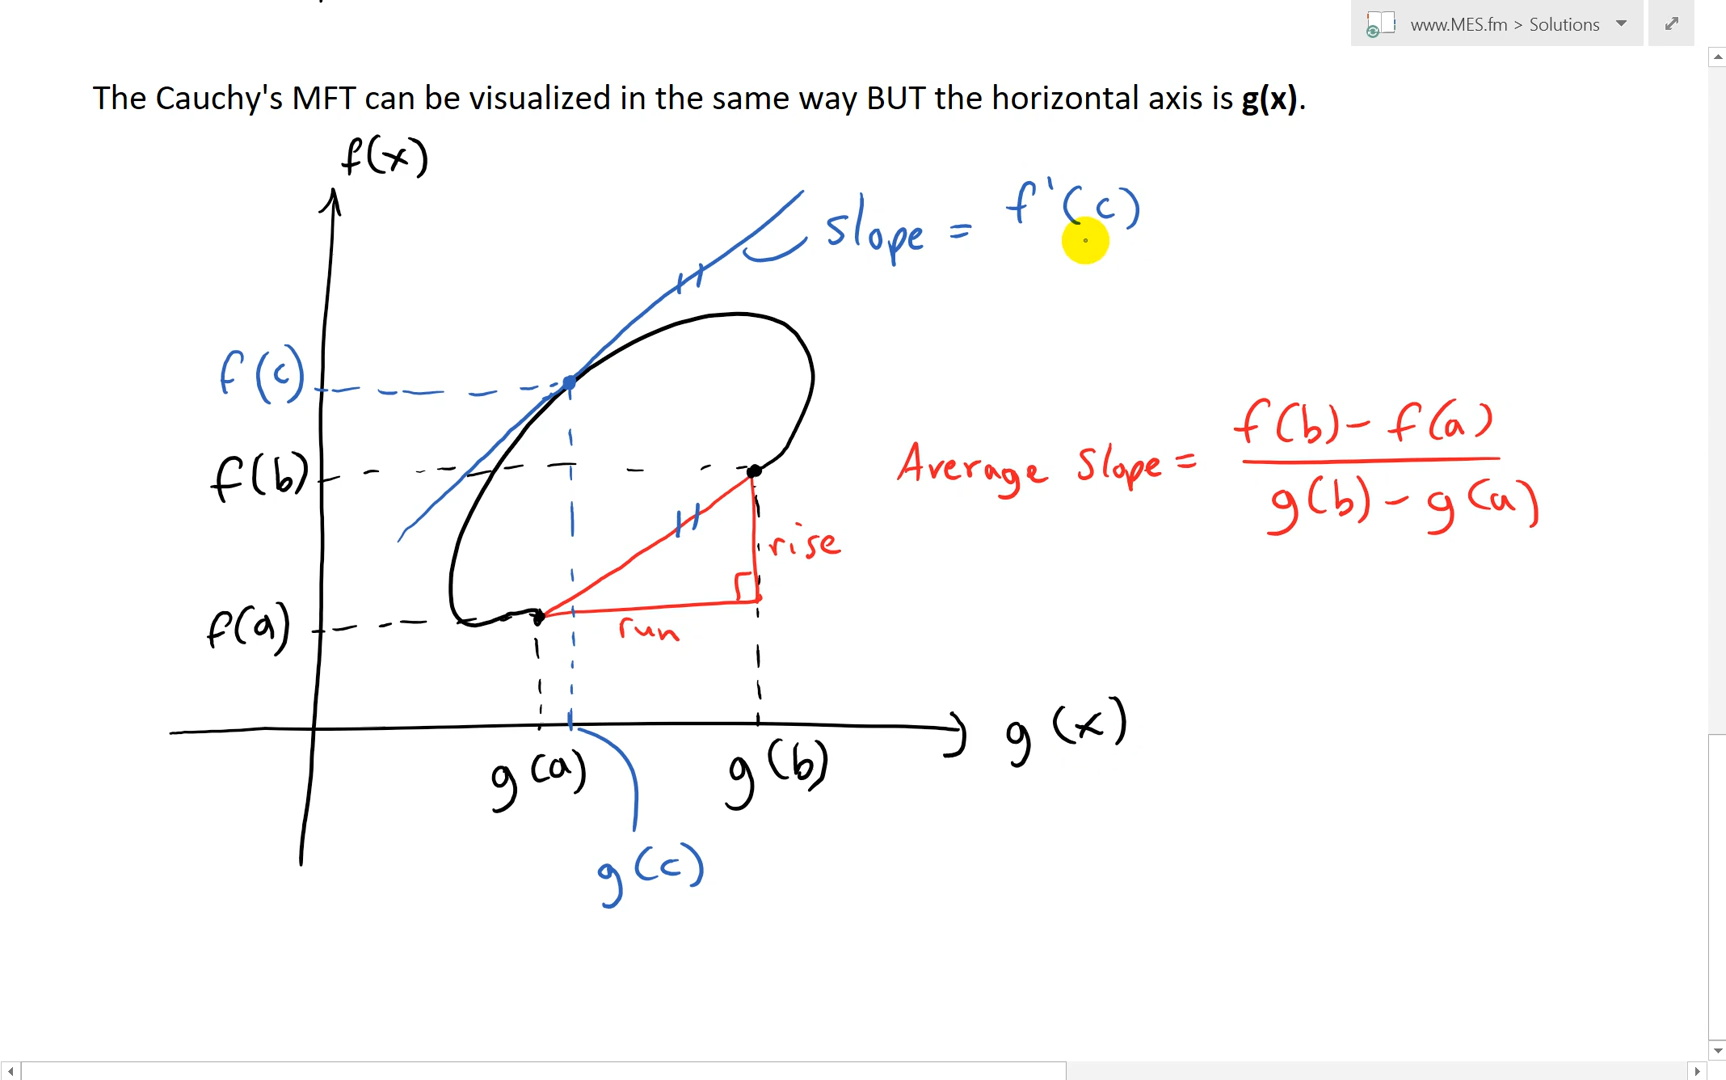 www.MES.fm > Solutions
The Cauchy's MFT can be visualized in the same way BUT the horizontal axis is g(x).
f(x)
slope = f'(c)
f(c)
f(b)
Average slope = f(b) - f(a)
g(b) - g(a)
rise
f(a)
run
g(x)
g(a)
g(b)
g(c)